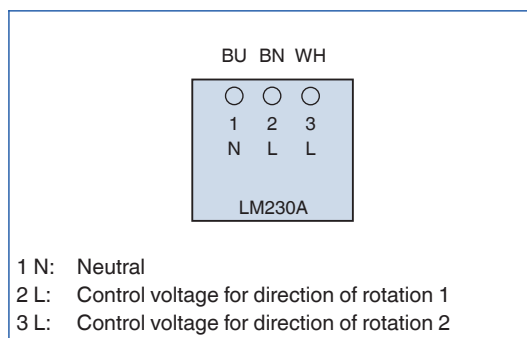 BU BN WH
1 2 3
N L L
LM230A
1 N: Neutral
2 L: Control voltage for direction of rotation 1
3 L: Control voltage for direction of rotation 2